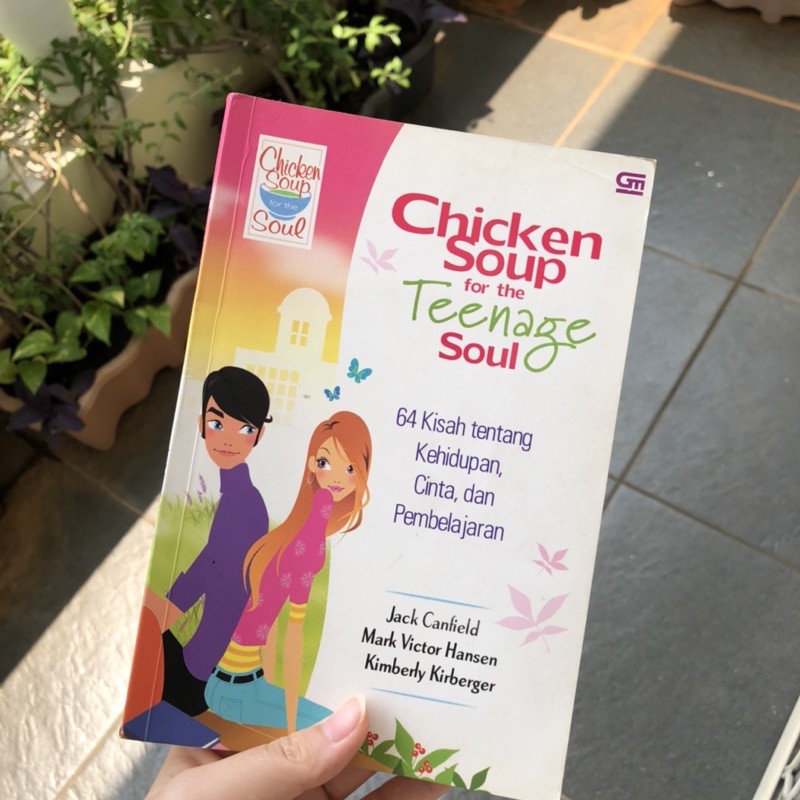 Chicken
Soup
for the
Soul
Chicken
Soup
for the
Teenage
Soul
64 Kisah tentang
Kehidupan,
Cinta, dan
Pembelajaran
Jack Canfield
Mark Victor Hansen
Kimberly Kirberger